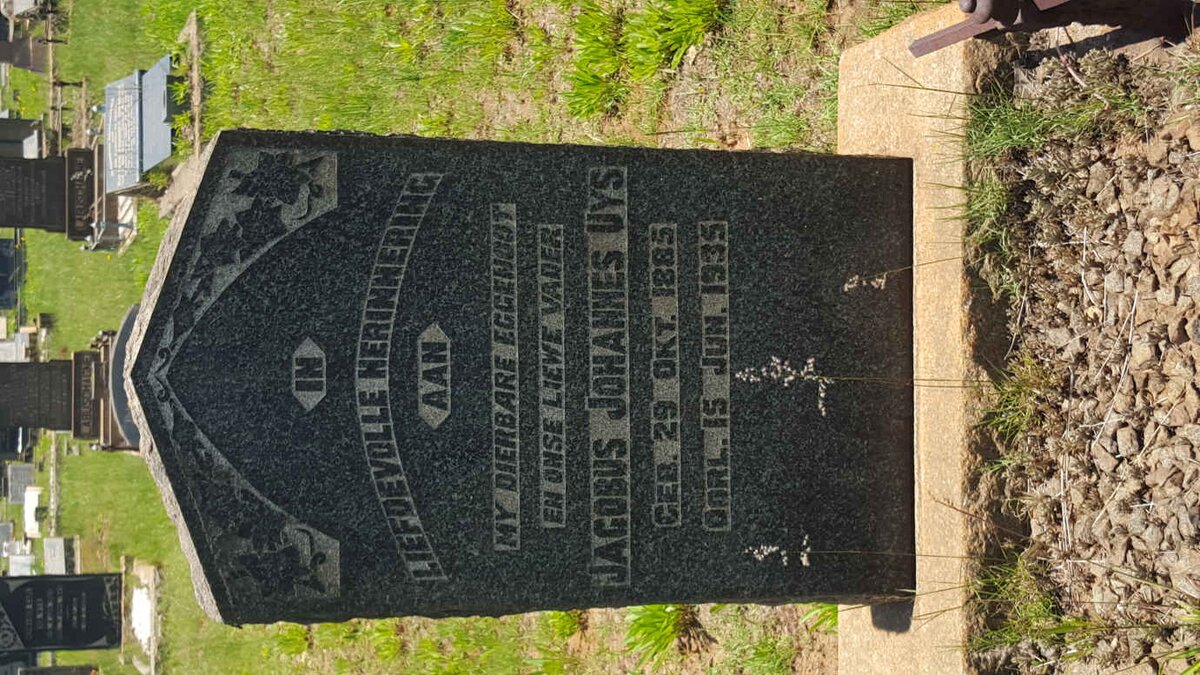 IN
LIEFDEVOLLE HERINNERING
AAN
MY DIERBARE EGGENOOT
EN ONSE LIEWE VADER
JACOBUS JOHANNES UYS
GEB. 29 OKT. 1885
OORL. 15 JUN. 1935